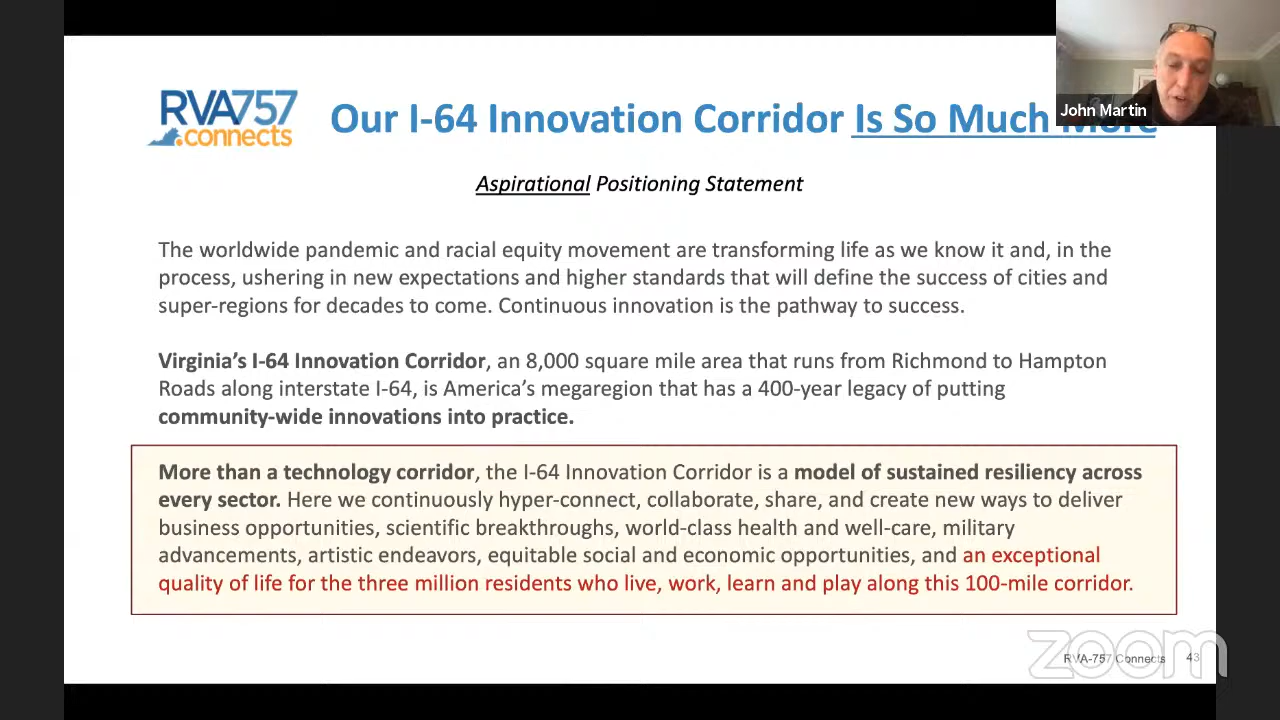 RVA757
connects
Our I-64 Innovation Corridor Is So Much More
John Martin
Aspirational Positioning Statement
The worldwide pandemic and racial equity movement are transforming life as we know it and, in the
process, ushering in new expectations and higher standards that will define the success of cities and
super-regions for decades to come. Continuous innovation is the pathway to success.
Virginia's I-64 Innovation Corridor, an 8,000 square mile area that runs from Richmond to Hampton
Roads along interstate I-64, is America's megaregion that has a 400-year legacy of putting
community-wide innovations into practice.
More than a technology corridor, the I-64 Innovation Corridor is a model of sustained resiliency across
every sector. Here we continuously hyper-connect, collaborate, share, and create new ways to deliver
business opportunities, scientific breakthroughs, world-class health and well-care, military
advancements, artistic endeavors, equitable social and economic opportunities, and an exceptional
quality of life for the three million residents who live, work, learn and play along this 100-mile corridor.
zoom
RVA-757 Connects 43